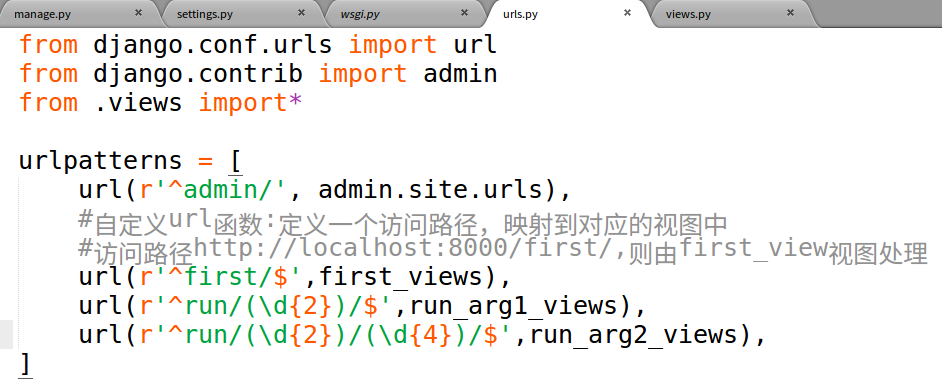 manage.py × settings.py × wsgi.py × urls.py × views.py ×
from django.conf.urls import url
from django.contrib import admin
from .views import*
urlpatterns = [
url(r'^admin/', admin.site.urls),
#自定义url函数:定义一个访问路径，映射到对应的视图中
#访问路径http://localhost:8000/first/,则由first_view视图处理
url(r'^first/$',first_views),
url(r'^run/(\d{2})/$',run_arg1_views),
url(r'^run/(\d{2})/(\d{4})/$',run_arg2_views),
]